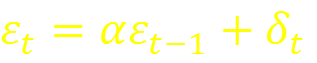 εₜ = αεₜ₋₁ + δₜ